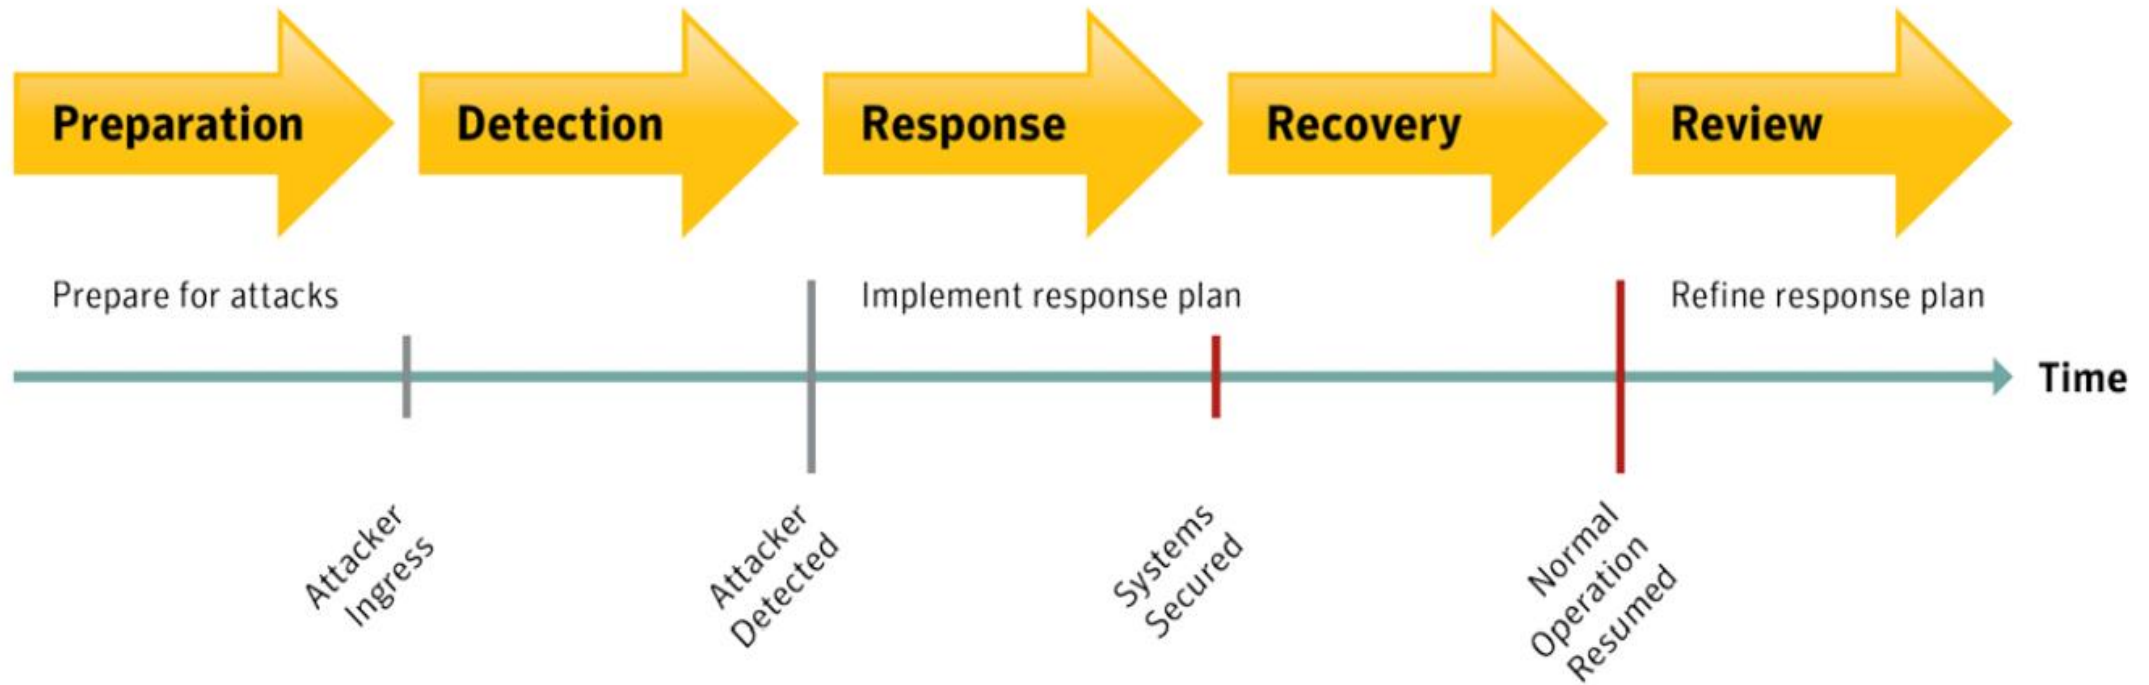 Preparation
Detection
Response
Recovery
Review
Prepare for attacks
Implement response plan
Refine response plan
Time
Attacker
Ingress
Attacker
Detected
Systems
Secured
Normal
Operation
Resumed